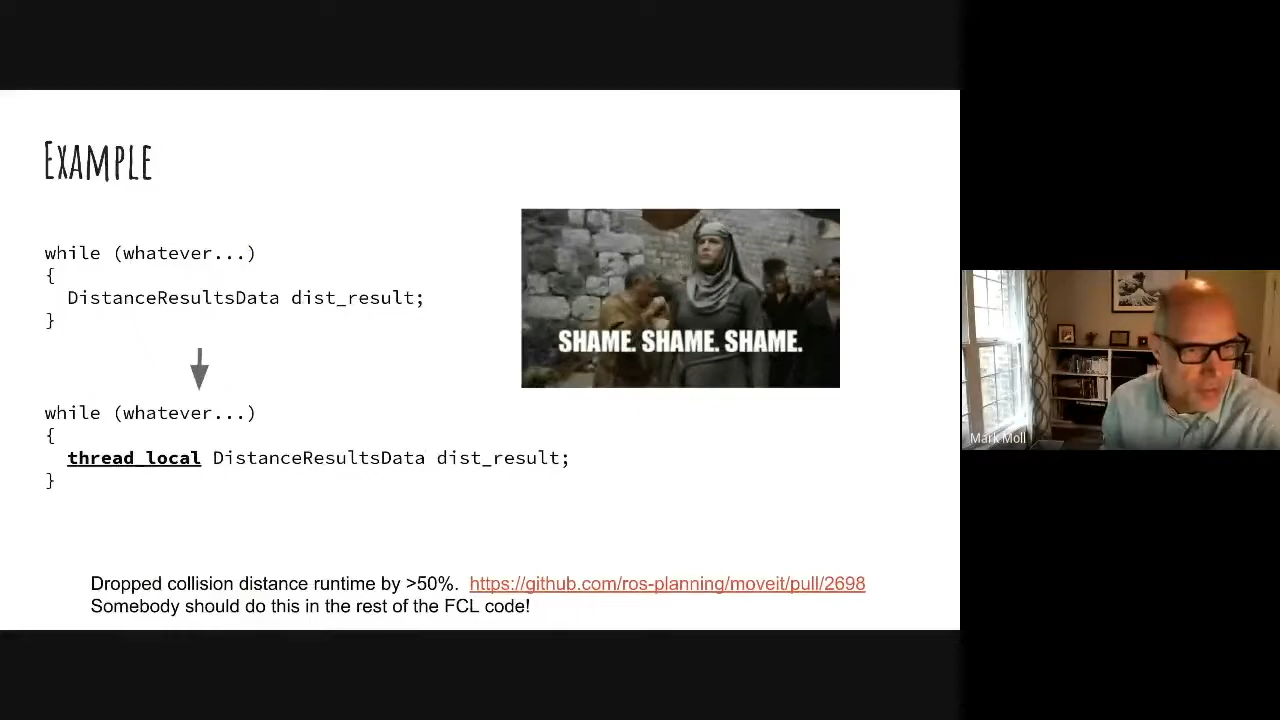 EXAMPLE
while (whatever...)
{
DistanceResultsData dist_result;
}
SHAME. SHAME. SHAME.
while (whatever...)
{
thread_local DistanceResultsData dist_result;
}
Dropped collision distance runtime by >50%. https://github.com/ros-planning/moveit/pull/2698
Somebody should do this in the rest of the FCL code!
Mark Moll